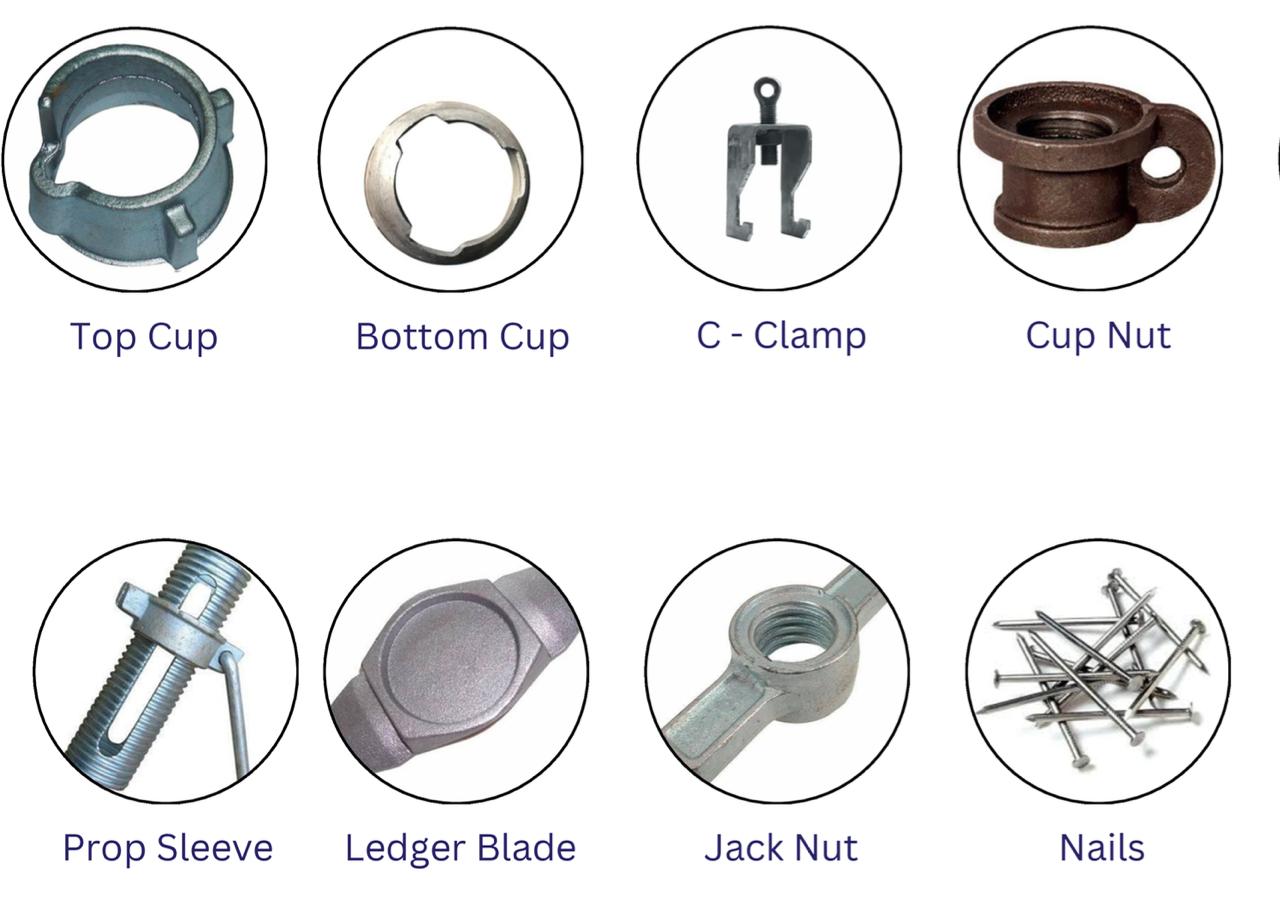 Top Cup
Bottom Cup
C - Clamp
Cup Nut
Prop Sleeve
Ledger Blade
Jack Nut
Nails